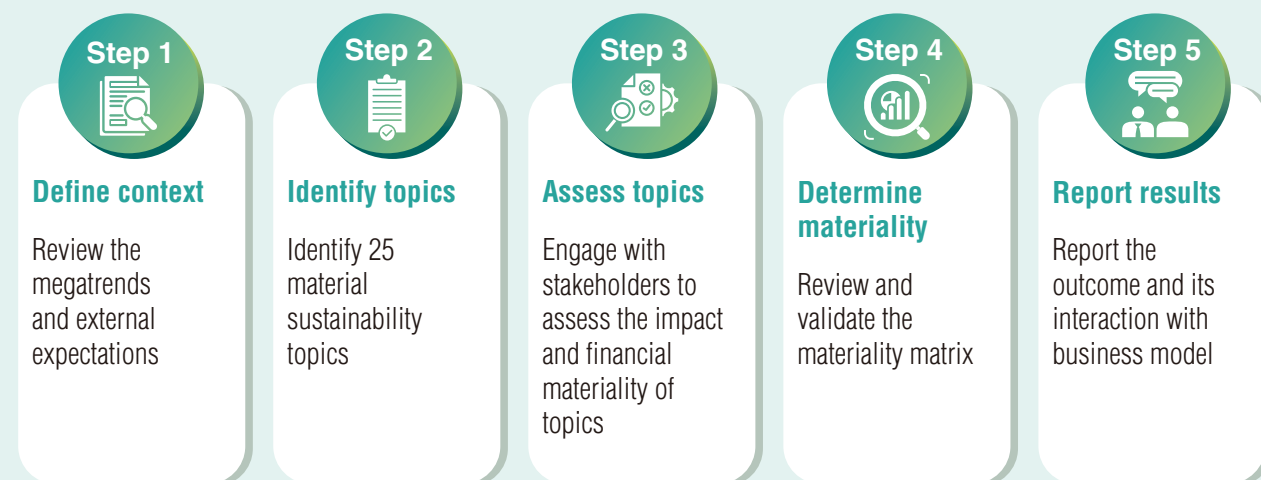 Step 1
Define context
Review the
megatrends
and external
expectations
Step 2
Identify topics
Identify 25
material
sustainability
topics
Step 3
Assess topics
Engage with
stakeholders to
assess the impact
and financial
materiality of
topics
Step 4
Determine
materiality
Review and
validate the
materiality matrix
Step 5
Report results
Report the
outcome and its
interaction with
business model